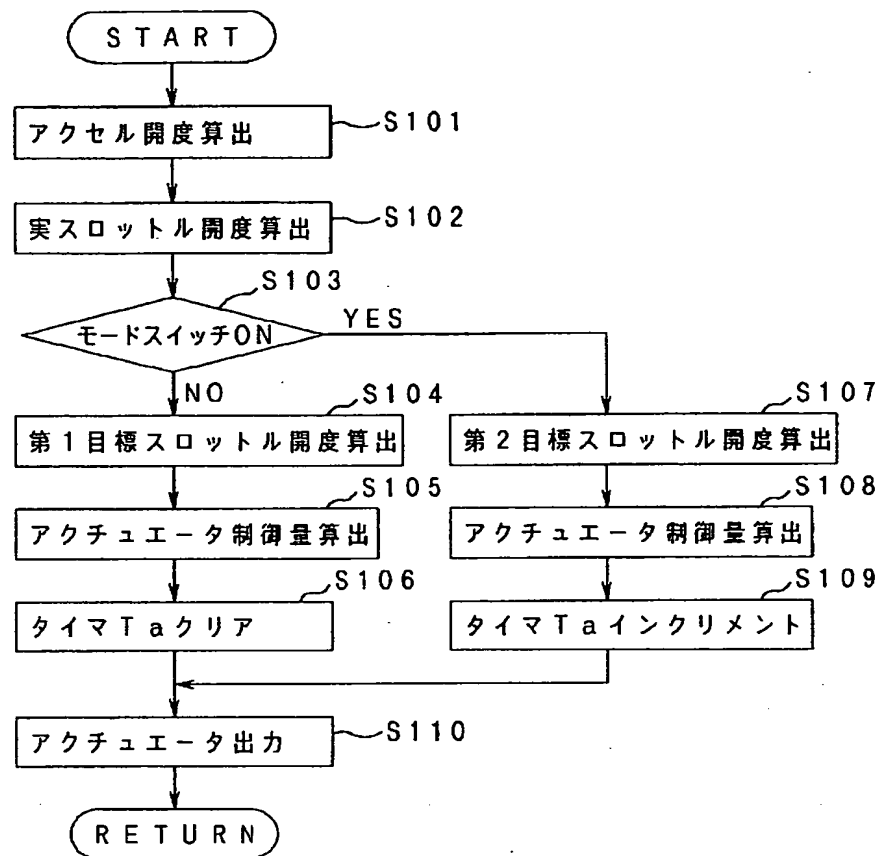 START
アクセル開度算出
S101
実スロットル開度算出
S102
S103
モードスイッチON
YES
NO
S104
第1目標スロットル開度算出
S105
アクチュエータ制御量算出
S106
タイマTaクリア
S107
第2目標スロットル開度算出
S108
アクチュエータ制御量算出
S109
タイマTaインクリメント
アクチュエータ出力
S110
RETURN